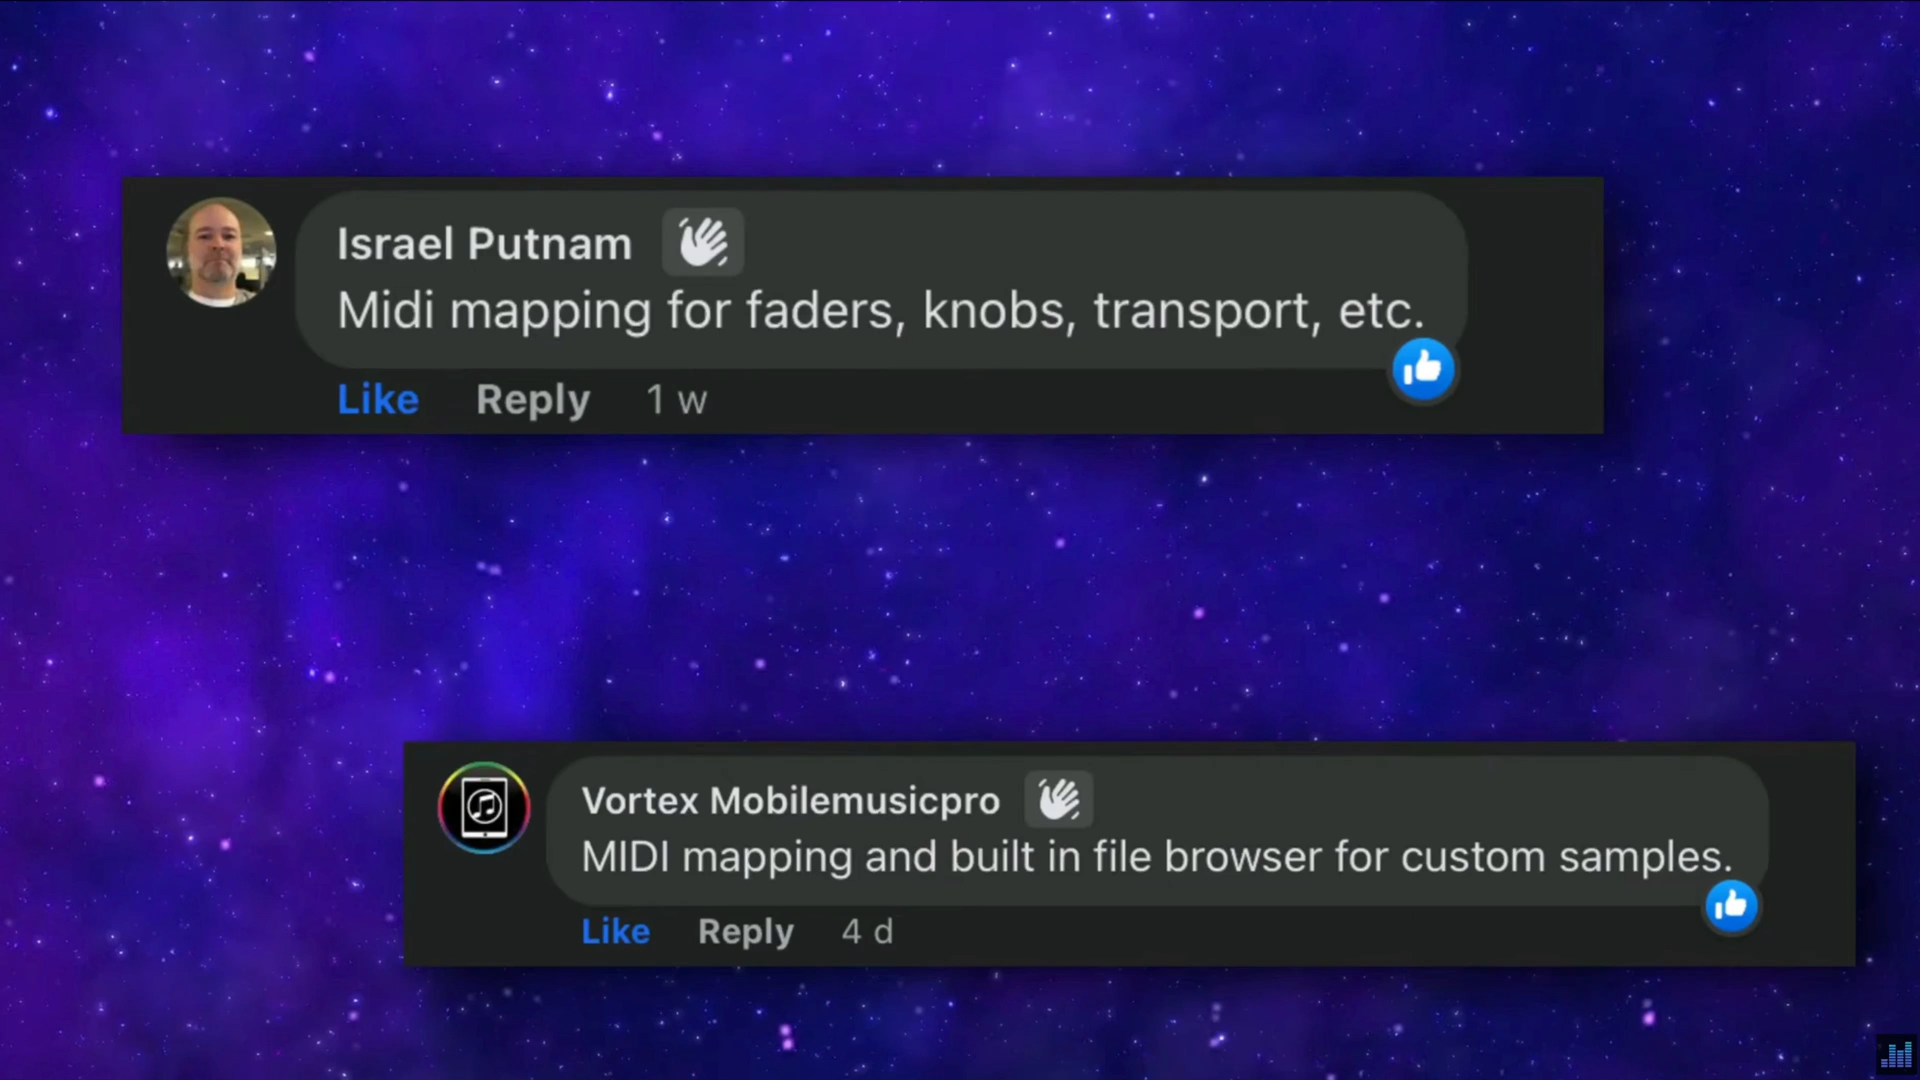 Israel Putnam
Midi mapping for faders, knobs, transport, etc.
Like Reply 1 w
Vortex Mobilemusicpro
MIDI mapping and built in file browser for custom samples.
Like Reply 4 d